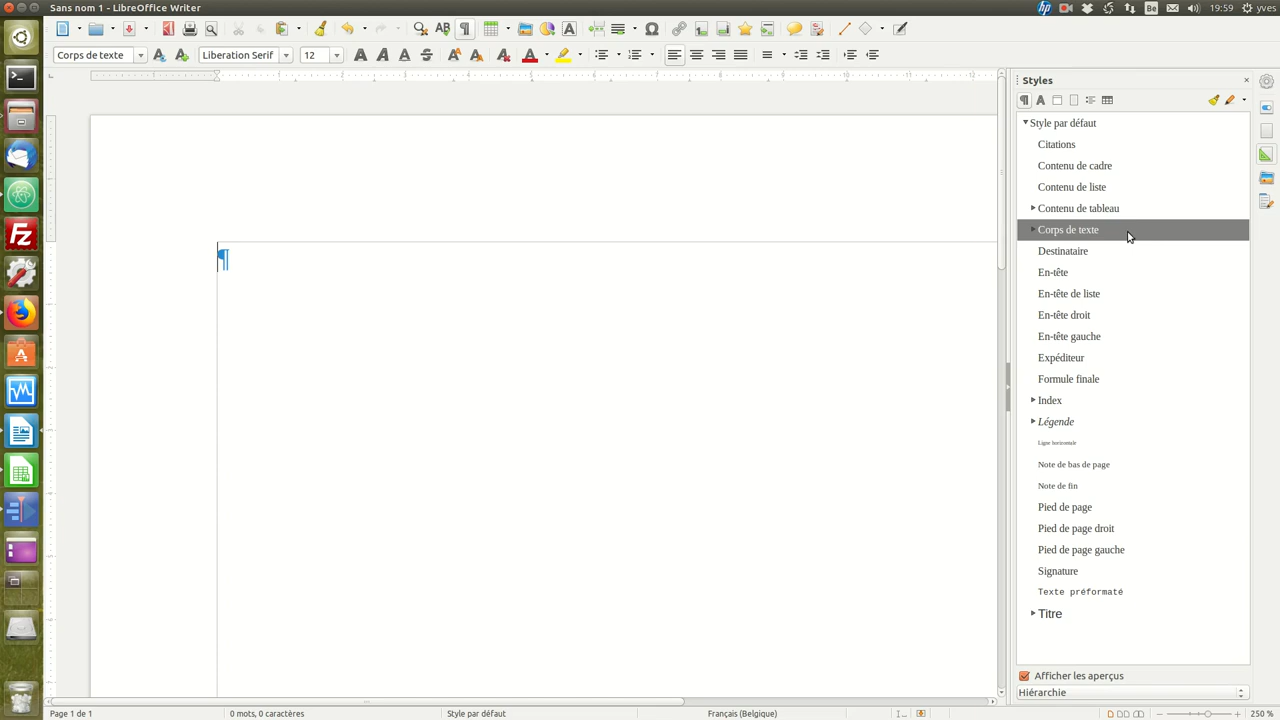 Sans nom 1 - LibreOffice Writer
Be
19:59
yves
Corps de texte
Liberation Serif
12
Styles
Style par défaut
Citations
Contenu de cadre
Contenu de liste
Contenu de tableau
Corps de texte
Destinataire
En-tête
En-tête de liste
En-tête droit
En-tête gauche
Expéditeur
Formule finale
Index
Légende
Ligne horizontale
Note de bas de page
Note de fin
Pied de page
Pied de page droit
Pied de page gauche
Signature
Texte préformaté
Titre
Afficher les aperçus
Hiérarchie
Page 1 de 1
0 mots, 0 caractères
Style par défaut
Français (Belgique)
250 %